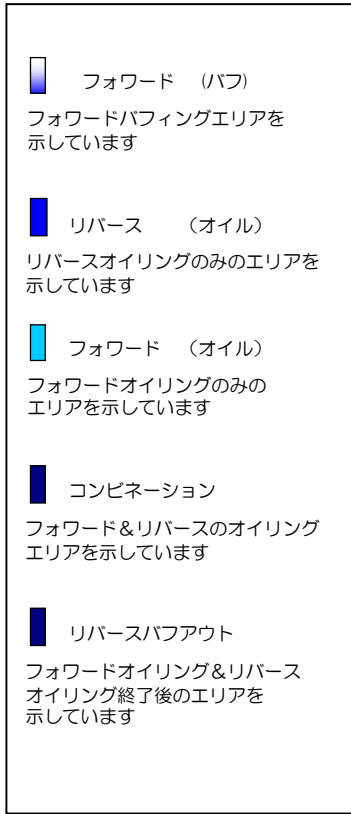 フォワード (バフ)
フォワードバフィングエリアを
示しています
リバース (オイル)
リバースオイリングのみのエリアを
示しています
フォワード (オイル)
フォワードオイリングのみの
エリアを示しています
コンビネーション
フォワード＆リバースのオイリング
エリアを示しています
リバースバフアウト
フォワードオイリング＆リバース
オイリング終了後のエリアを
示しています